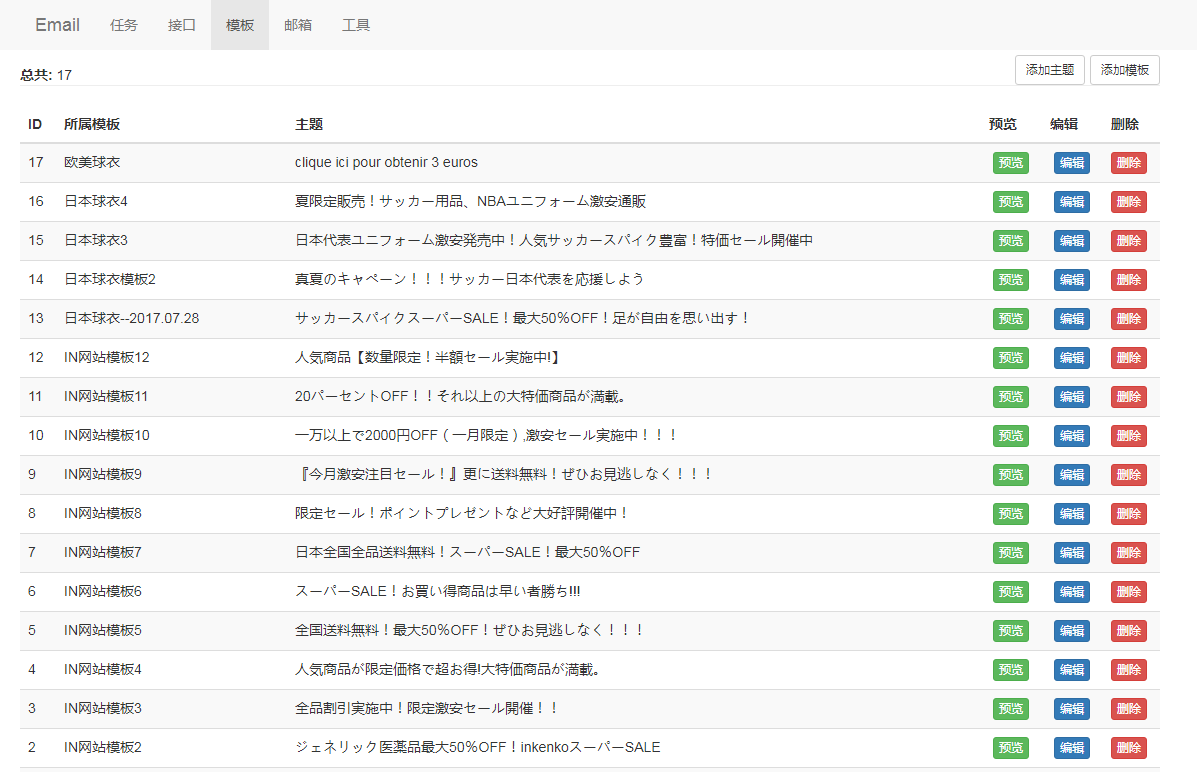 Email 任务 接口 模板 邮箱 工具
总共: 17 添加主题 添加模板
ID 所属模板 主题 预览 编辑 删除
17 欧美球衣 clique ici pour obtenir 3 euros 预览 编辑 删除
16 日本球衣4 夏限定販売！サッカー用品、NBAユニフォーム激安通販 预览 编辑 删除
15 日本球衣3 日本代表ユニフォーム激安発売中！人気サッカースパイク豊富！特価セール開催中 预览 编辑 删除
14 日本球衣模板2 真夏のキャペーン！！！サッカー日本代表を応援しよう 预览 编辑 删除
13 日本球衣--2017.07.28 サッカースパイクスーパーSALE！最大50%OFF！足が自由を思い出す！ 预览 编辑 删除
12 IN网站模板12 人気商品【数量限定！半額セール実施中!】 预览 编辑 删除
11 IN网站模板11 20パーセントOFF！！それ以上の大特価商品が満載。 预览 编辑 删除
10 IN网站模板10 一万以上で2000円OFF（一月限定）,激安セール実施中！！！ 预览 编辑 删除
9 IN网站模板9 『今月激安注目セール！』更に送料無料！ぜひお見逃しなく！！！ 预览 编辑 删除
8 IN网站模板8 限定セール！ポイントプレゼントなど大好評開催中！ 预览 编辑 删除
7 IN网站模板7 日本全国全品送料無料！スーパーSALE！最大50%OFF 预览 编辑 删除
6 IN网站模板6 スーパーSALE！お買い得商品は早い者勝ち!!! 预览 编辑 删除
5 IN网站模板5 全国送料無料！最大50%OFF！ぜひお見逃しなく！！！ 预览 编辑 删除
4 IN网站模板4 人気商品が限定価格で超お得!大特価商品が満載。 预览 编辑 删除
3 IN网站模板3 全品割引実施中！限定激安セール開催！！ 预览 编辑 删除
2 IN网站模板2 ジェネリック医薬品最大50%OFF！inkenkoスーパーSALE 预览 编辑 删除